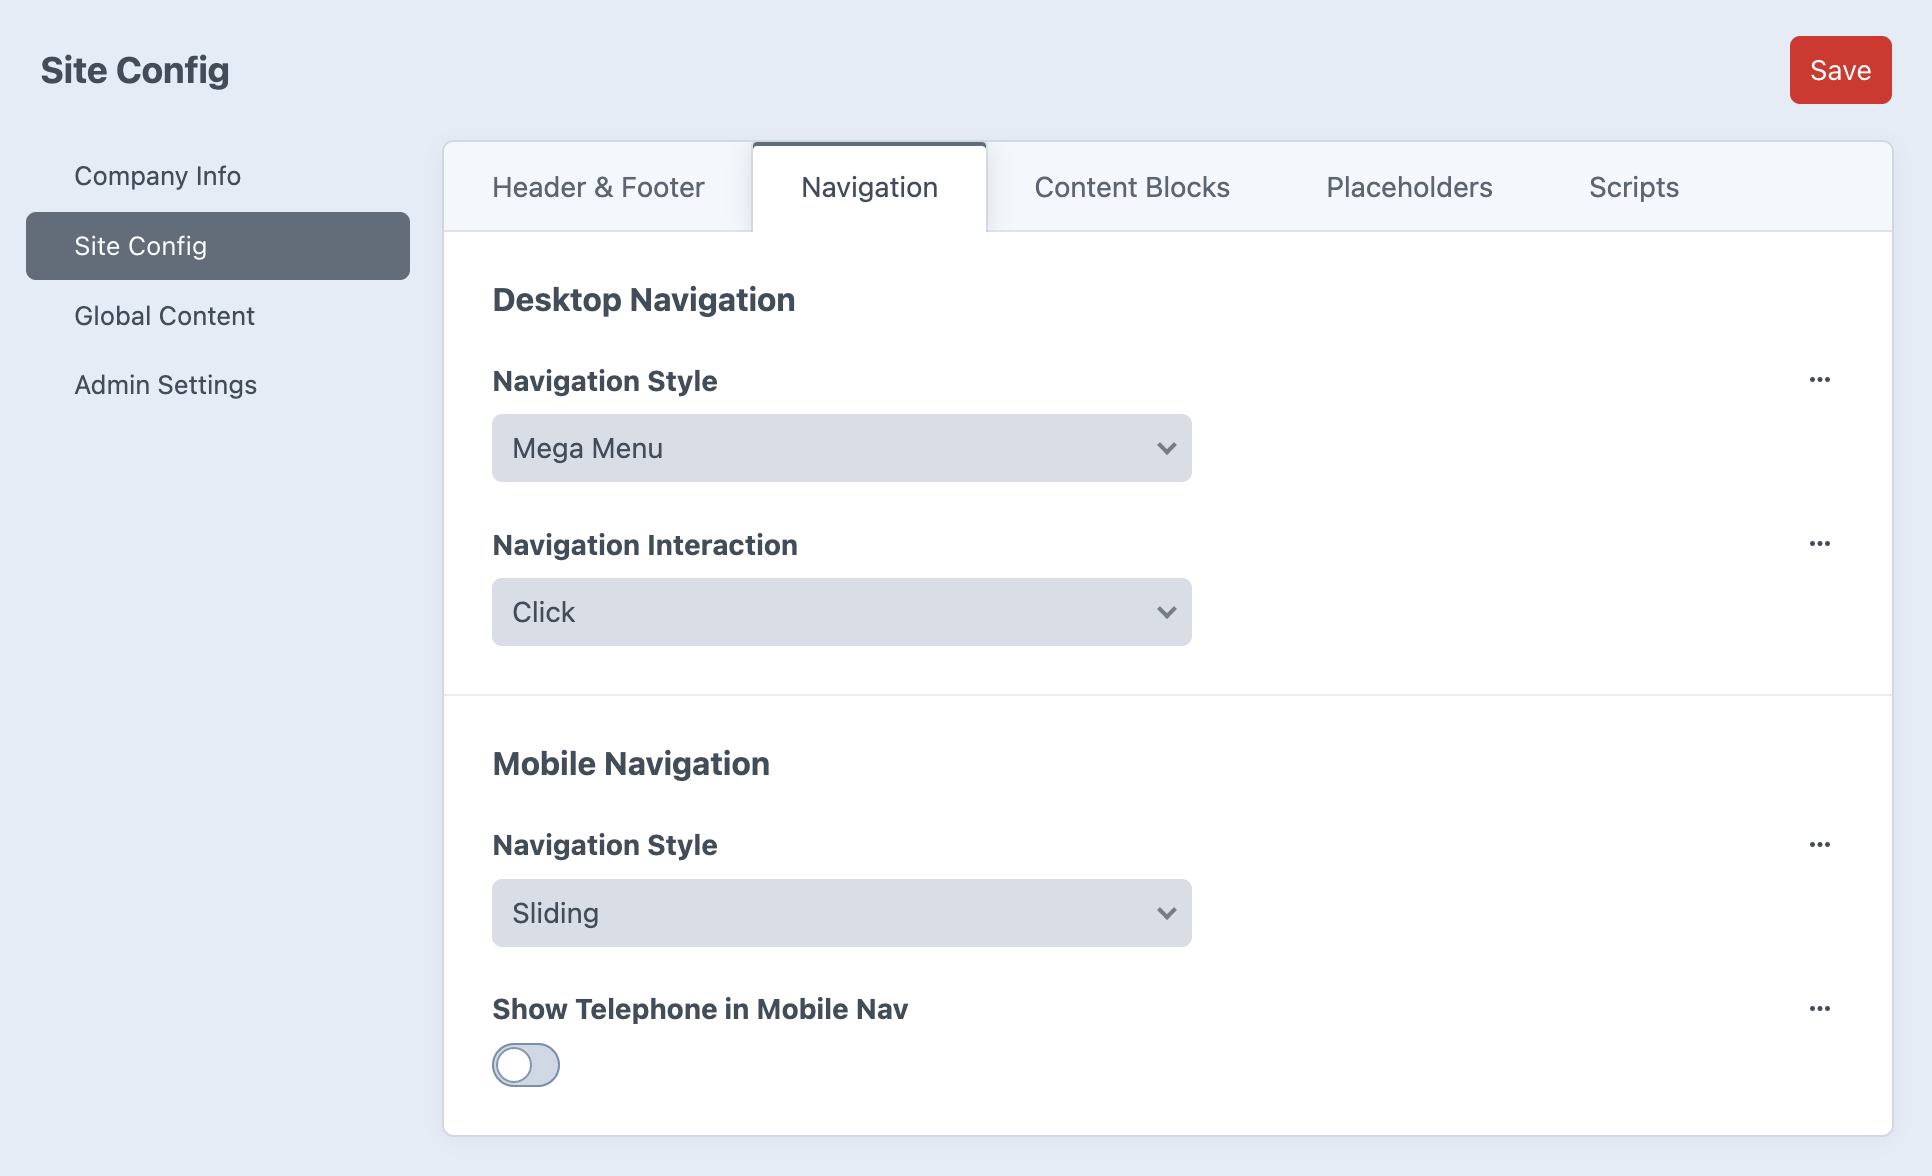 Site Config
Save
Company Info
Site Config
Global Content
Admin Settings
Header & Footer
Navigation
Content Blocks
Placeholders
Scripts
Desktop Navigation
Navigation Style
Mega Menu
Navigation Interaction
Click
Mobile Navigation
Navigation Style
Sliding
Show Telephone in Mobile Nav